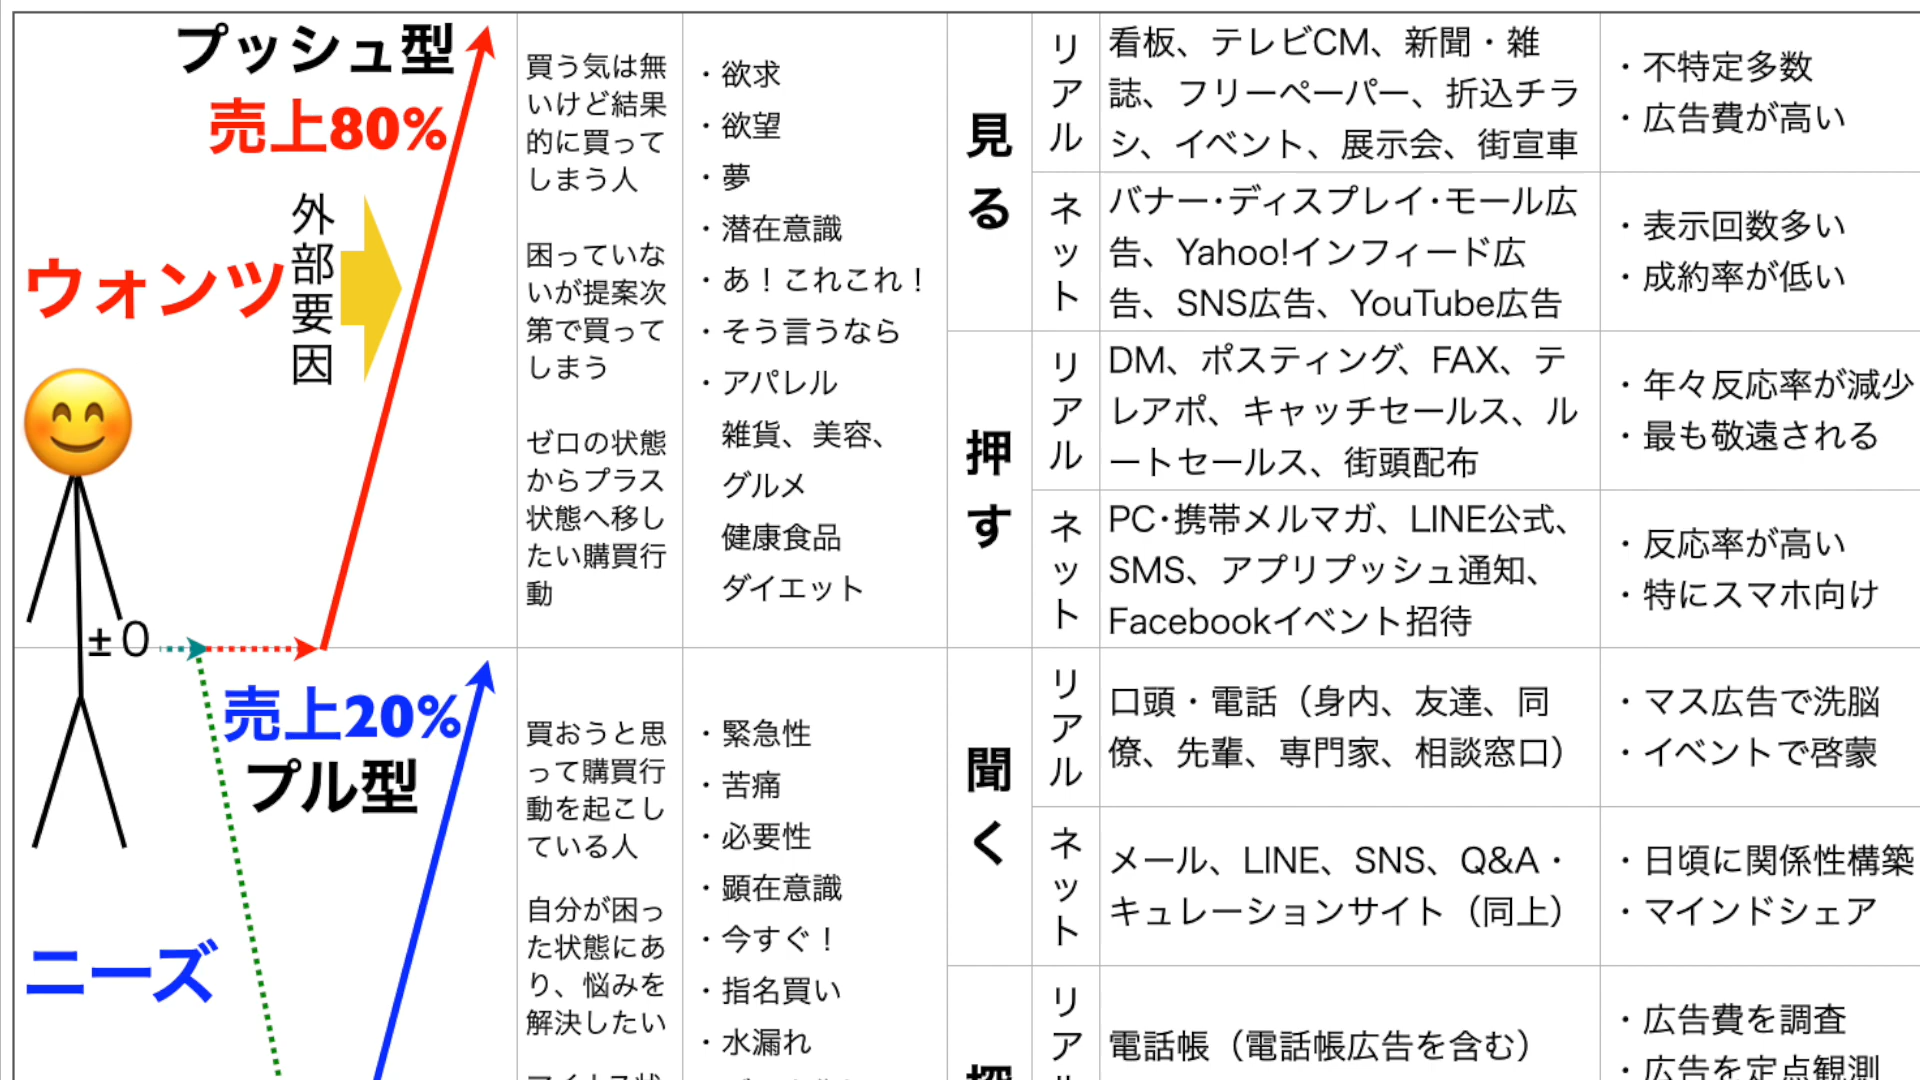 プッシュ型
売上80%
外部要因
ウォンツ
±0
売上20%
プル型
ニーズ
買う気は無
いけど結果
的に買って
しまう人
困っていな
いが提案次
第で買って
しまう
ゼロの状態
からプラス
状態へ移し
たい購買行
動
・欲求
・欲望
・夢
・潜在意識
・あ！これこれ！
・そう言うなら
・アパレル
雑貨、美容、
グルメ
健康食品
ダイエット
見る
リアル
看板、テレビCM、新聞・雑
誌、フリーペーパー、折込チラ
シ、イベント、展示会、街宣車
・不特定多数
・広告費が高い
ネット
バナー･ディスプレイ･モール広
告、Yahoo!インフィード広
告、SNS広告、YouTube広告
・表示回数多い
・成約率が低い
押す
リアル
DM、ポスティング、FAX、テ
レアポ、キャッチセールス、ル
ートセールス、街頭配布
・年々反応率が減少
・最も敬遠される
ネット
PC･携帯メルマガ、LINE公式、
SMS、アプリプッシュ通知、
Facebookイベント招待
・反応率が高い
・特にスマホ向け
買おうと思
って購買行
動を起こし
ている人
自分が困っ
た状態にあ
り、悩みを
解決したい
・緊急性
・苦痛
・必要性
・顕在意識
・今すぐ！
・指名買い
・水漏れ
聞く
リアル
口頭・電話（身内、友達、同
僚、先輩、専門家、相談窓口）
・マス広告で洗脳
・イベントで啓蒙
ネット
メール、LINE、SNS、Q&A・
キュレーションサイト（同上）
・日頃に関係性構築
・マインドシェア
リア
電話帳（電話帳広告を含む）
・広告費を調査
・広告を定点観測